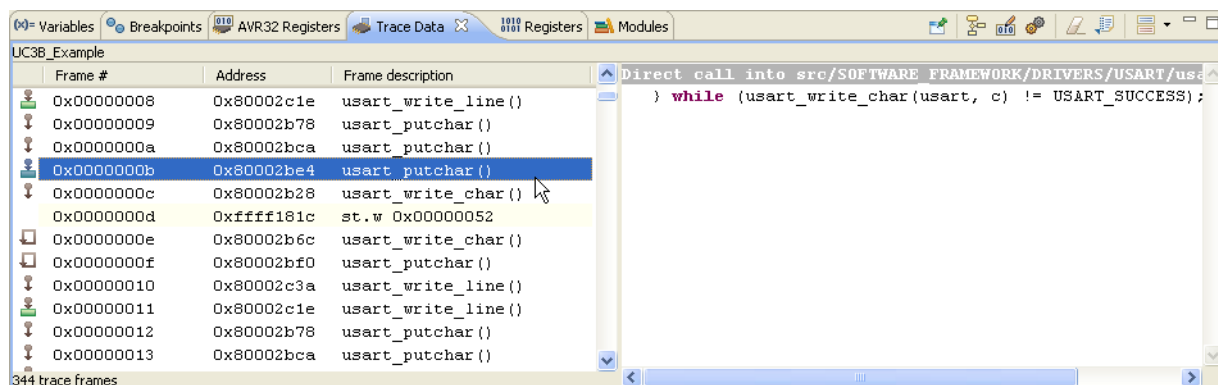 (x)= Variables Breakpoints AVR32 Registers Trace Data Registers Modules
UC3B_Example
Frame # Address Frame description
0x00000008 0x80002c1e usart_write_line()
0x00000009 0x80002b78 usart_putchar()
0x0000000a 0x80002bca usart_putchar()
0x0000000b 0x80002be4 usart_putchar()
0x0000000c 0x80002b28 usart_write_char()
0x0000000d 0xffff181c st.w 0x00000052
0x0000000e 0x80002b6c usart_write_char()
0x0000000f 0x80002bf0 usart_putchar()
0x00000010 0x80002c3a usart_write_line()
0x00000011 0x80002c1e usart_write_line()
0x00000012 0x80002b78 usart_putchar()
0x00000013 0x80002bca usart_putchar()
344 trace frames
Direct call into src/SOFTWARE_FRAMEWORK/DRIVERS/USART/usa
} while (usart_write_char(usart, c) != USART_SUCCESS);